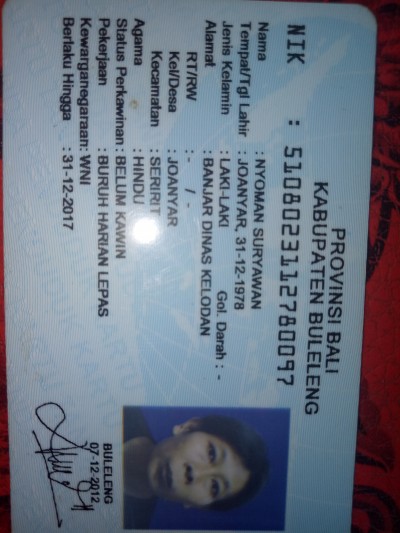 PROVINSI BALI
KABUPATEN BULELENG
NIK : 5108023112780097
Nama : NYOMAN SURYAWAN
Tempat/Tgl Lahir : JOANYAR, 31-12-1978
Jenis Kelamin : LAKI-LAKI Gol. Darah : -
Alamat : BANJAR DINAS KELODAN
RT/RW : - / -
Kel/Desa : JOANYAR
Kecamatan : SERIRIT
Agama : HINDU
Status Perkawinan : BELUM KAWIN
Pekerjaan : BURUH HARIAN LEPAS
Kewarganegaraan: WNI
Berlaku Hingga : 31-12-2017
BULELENG
07-12-2012